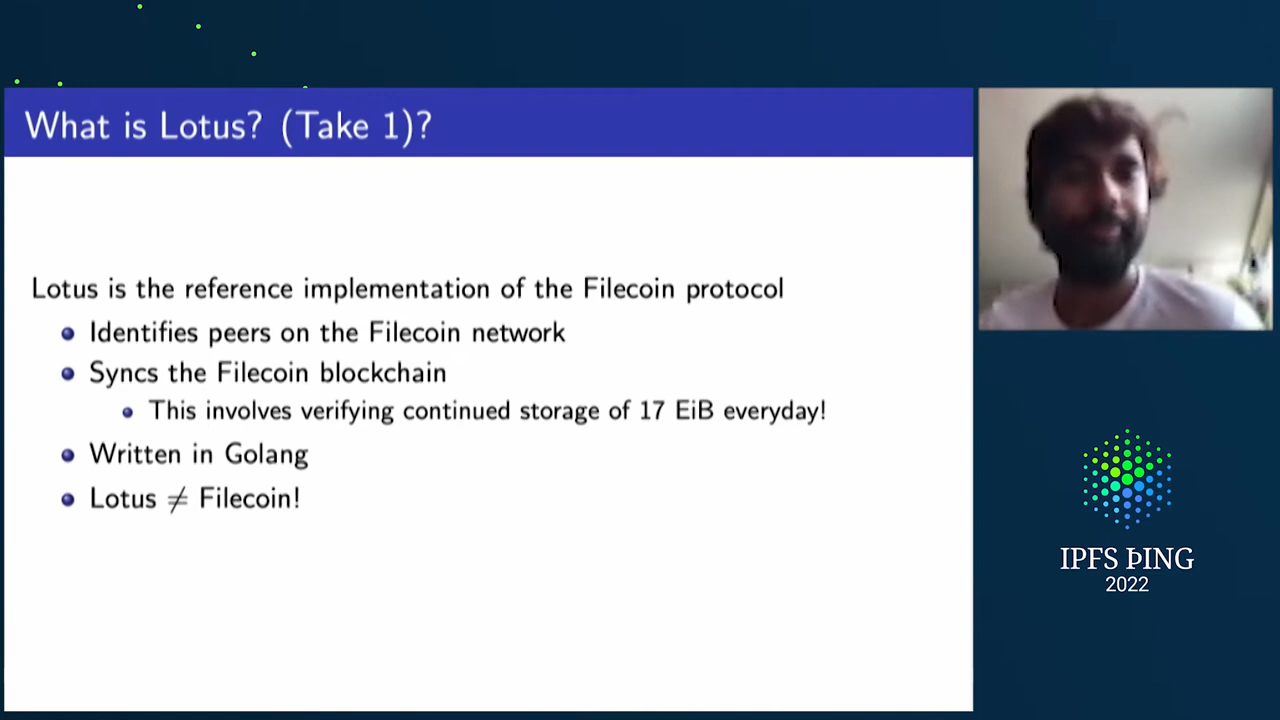 What is Lotus? (Take 1)?
Lotus is the reference implementation of the Filecoin protocol
Identifies peers on the Filecoin network
Syncs the Filecoin blockchain
This involves verifying continued storage of 17 EiB everyday!
Written in Golang
Lotus ≠ Filecoin!
IPFS ÞING
2022